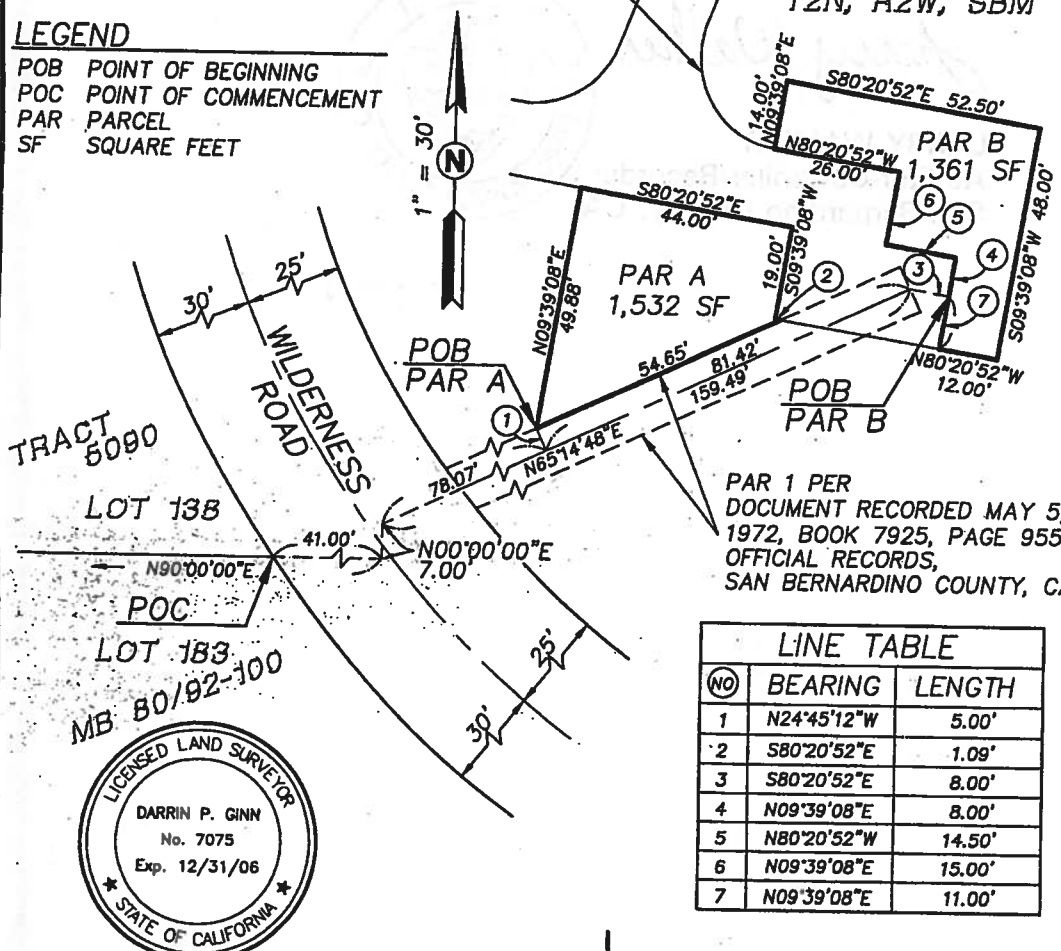 T2N, R2W, SBM
LEGEND
POB POINT OF BEGINNING
POC POINT OF COMMENCEMENT
PAR PARCEL
SF SQUARE FEET
1" = 30'
N
14.00'
N09°39'08"E
S80°20'52"E 52.50'
PAR B
1,361 SF
N80°20'52"W
26.00'
6
5
4
3
7
S09°39'08"W 48.00'
N80°20'52"W
12.00'
POB
PAR B
S80°20'52"E
44.00'
19.00'
S09°39'08"W
2
PAR A
1,532 SF
N09°39'08"E
49.88'
54.65'
81.42'
159.49'
POB
PAR A
1
N65°14'48"E
78.07'
30'
25'
WILDERNESS
ROAD
TRACT
6090
LOT 138
41.00'
N00°00'00"E
7.00'
N90°00'00"E
POC
LOT 183
MB 80/92-100
25'
30'
PAR 1 PER
DOCUMENT RECORDED MAY 5,
1972, BOOK 7925, PAGE 955
OFFICIAL RECORDS,
SAN BERNARDINO COUNTY, CA
LINE TABLE
NO BEARING LENGTH
1 N24°45'12"W 5.00'
2 S80°20'52"E 1.09'
3 S80°20'52"E 8.00'
4 N09°39'08"E 8.00'
5 N80°20'52"W 14.50'
6 N09°39'08"E 15.00'
7 N09°39'08"E 11.00'
LICENSED LAND SURVEYOR
DARRIN P. GINN
No. 7075
Exp. 12/31/06
STATE OF CALIFORNIA